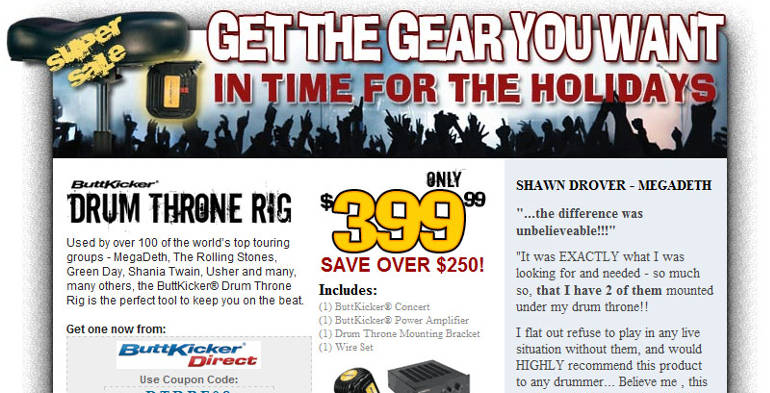 super
sale
GET THE GEAR YOU WANT
IN TIME FOR THE HOLIDAYS
ButtKicker®
DRUM THRONE RIG
Used by over 100 of the world's top touring
groups - MegaDeth, The Rolling Stones,
Green Day, Shania Twain, Usher and many,
many others, the ButtKicker® Drum Throne
Rig is the perfect tool to keep you on the beat.
Get one now from:
ButtKicker®
Direct
Use Coupon Code:
ONLY
$399.99
SAVE OVER $250!
Includes:
(1) ButtKicker® Concert
(1) ButtKicker® Power Amplifier
(1) Drum Throne Mounting Bracket
(1) Wire Set
SHAWN DROVER - MEGADETH
"...the difference was
unbelieveable!!!"
"It was EXACTLY what I was
looking for and needed - so much
so, that I have 2 of them mounted
under my drum throne!!
I flat out refuse to play in any live
situation without them, and would
HIGHLY recommend this product
to any drummer... Believe me , this